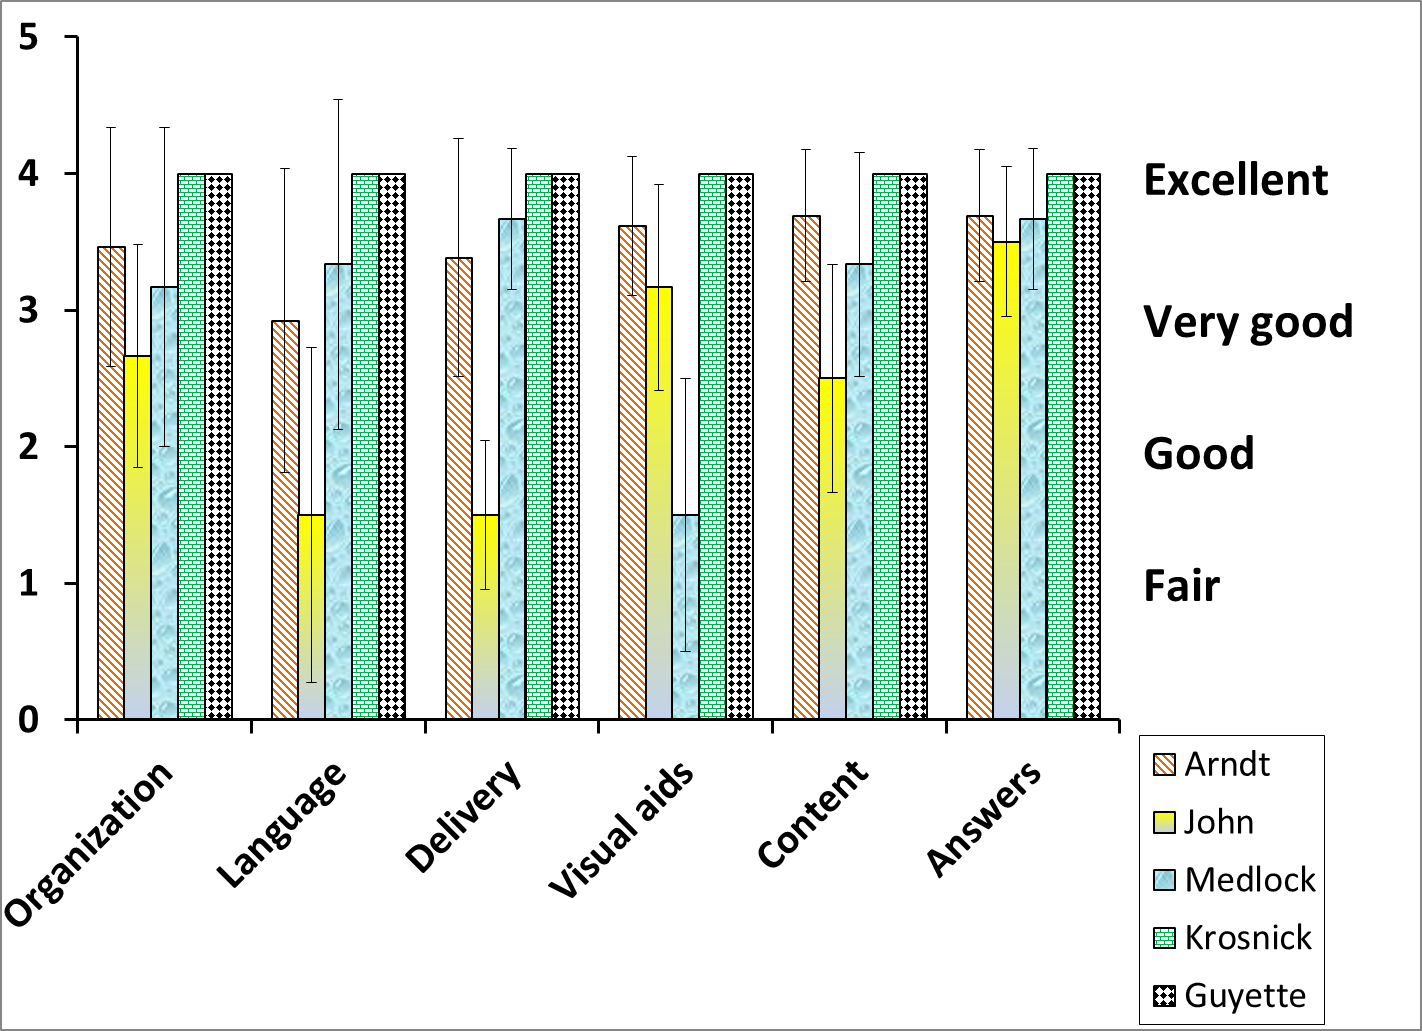 5
4
3
2
1
0
Excellent
Very good
Good
Fair
Organization
Language
Delivery
Visual aids
Content
Answers
Arndt
John
Medlock
Krosnick
Guyette